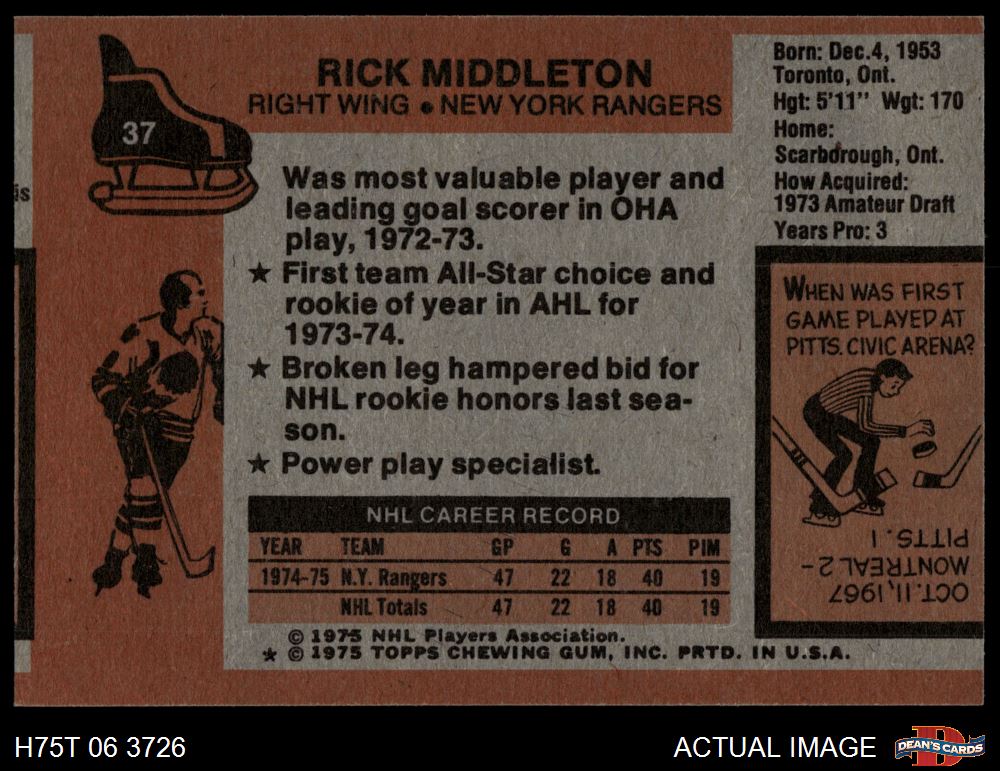 is
37
RICK MIDDLETON
RIGHT WING • NEW YORK RANGERS
Was most valuable player and
leading goal scorer in OHA
play, 1972-73.
★ First team All-Star choice and
rookie of year in AHL for
1973-74.
★ Broken leg hampered bid for
NHL rookie honors last sea-
son.
★ Power play specialist.
NHL CAREER RECORD
YEAR TEAM GP G A PTS PIM
1974-75 N.Y. Rangers 47 22 18 40 19
NHL Totals 47 22 18 40 19
© 1975 NHL Players Association.
* © 1975 TOPPS CHEWING GUM, INC. PRTD. IN U.S.A.
Born: Dec.4, 1953
Toronto, Ont.
Hgt: 5'11" Wgt: 170
Home:
Scarborough, Ont.
How Acquired:
1973 Amateur Draft
Years Pro: 3
WHEN WAS FIRST
GAME PLAYED AT
PITTS. CIVIC ARENA?
OCT. 11, 1967
MONTREAL 2-
PITTS. 1
H75T 06 3726
ACTUAL IMAGE
D
DEAN'S CARDS